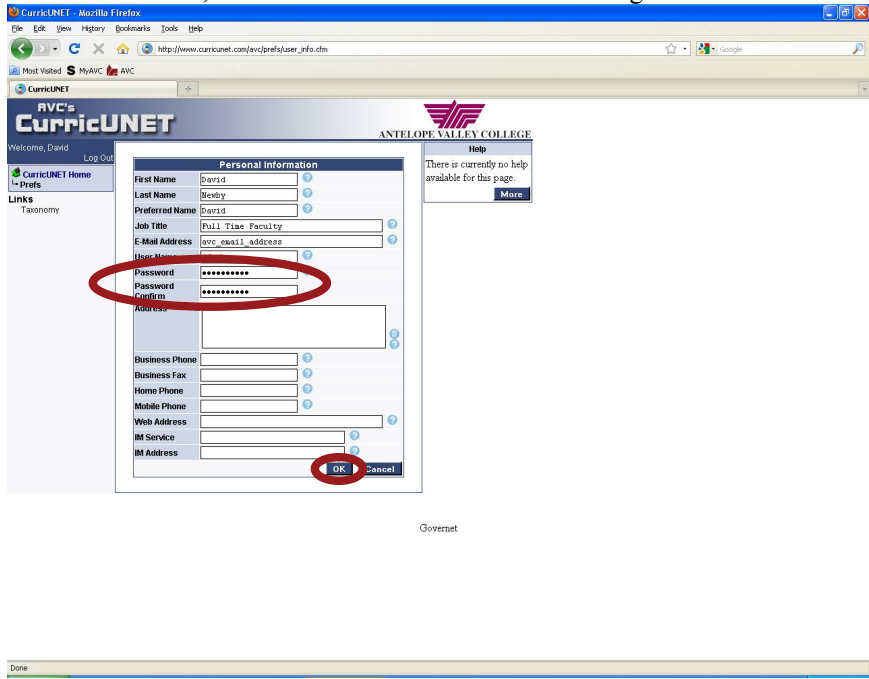 CurricUNET - Mozilla Firefox
File Edit View History Bookmarks Tools Help
http://www.curricunet.com/avc/prefs/user_info.cfm
Google
Most Visited MyAVC AVC
CurricUNET
AVC's
CurricUNET
ANTELOPE VALLEY COLLEGE
Welcome, David
Log Out
CurricUNET Home
Prefs
Links
Taxonomy
Personal Information
First Name David
Last Name Newby
Preferred Name David
Job Title Full Time Faculty
E-Mail Address avc_email_address
User Name
Password ••••••••••
Password
Confirm ••••••••••
Address
Business Phone
Business Fax
Home Phone
Mobile Phone
Web Address
IM Service
IM Address
OK Cancel
Help
There is currently no help
available for this page.
More
Governet
Done